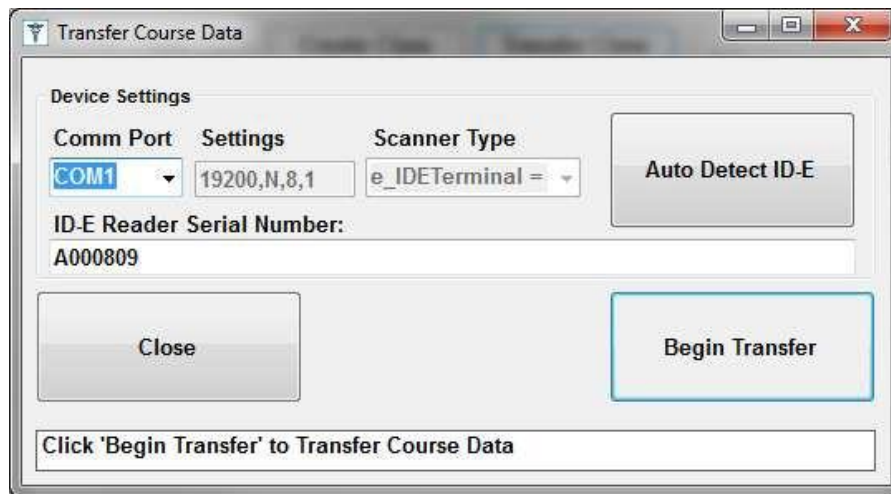 Transfer Course Data
Device Settings
Comm Port Settings Scanner Type
COM1 19200,N,8,1 e_IDETerminal =
Auto Detect ID-E
ID-E Reader Serial Number:
A000809
Close Begin Transfer
Click 'Begin Transfer' to Transfer Course Data